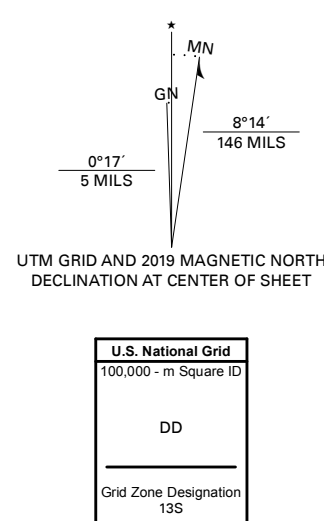 ★
MN
GN
8°14´
146 MILS
0°17´
5 MILS
UTM GRID AND 2019 MAGNETIC NORTH
DECLINATION AT CENTER OF SHEET
U.S. National Grid
100,000 - m Square ID
DD
Grid Zone Designation
13S